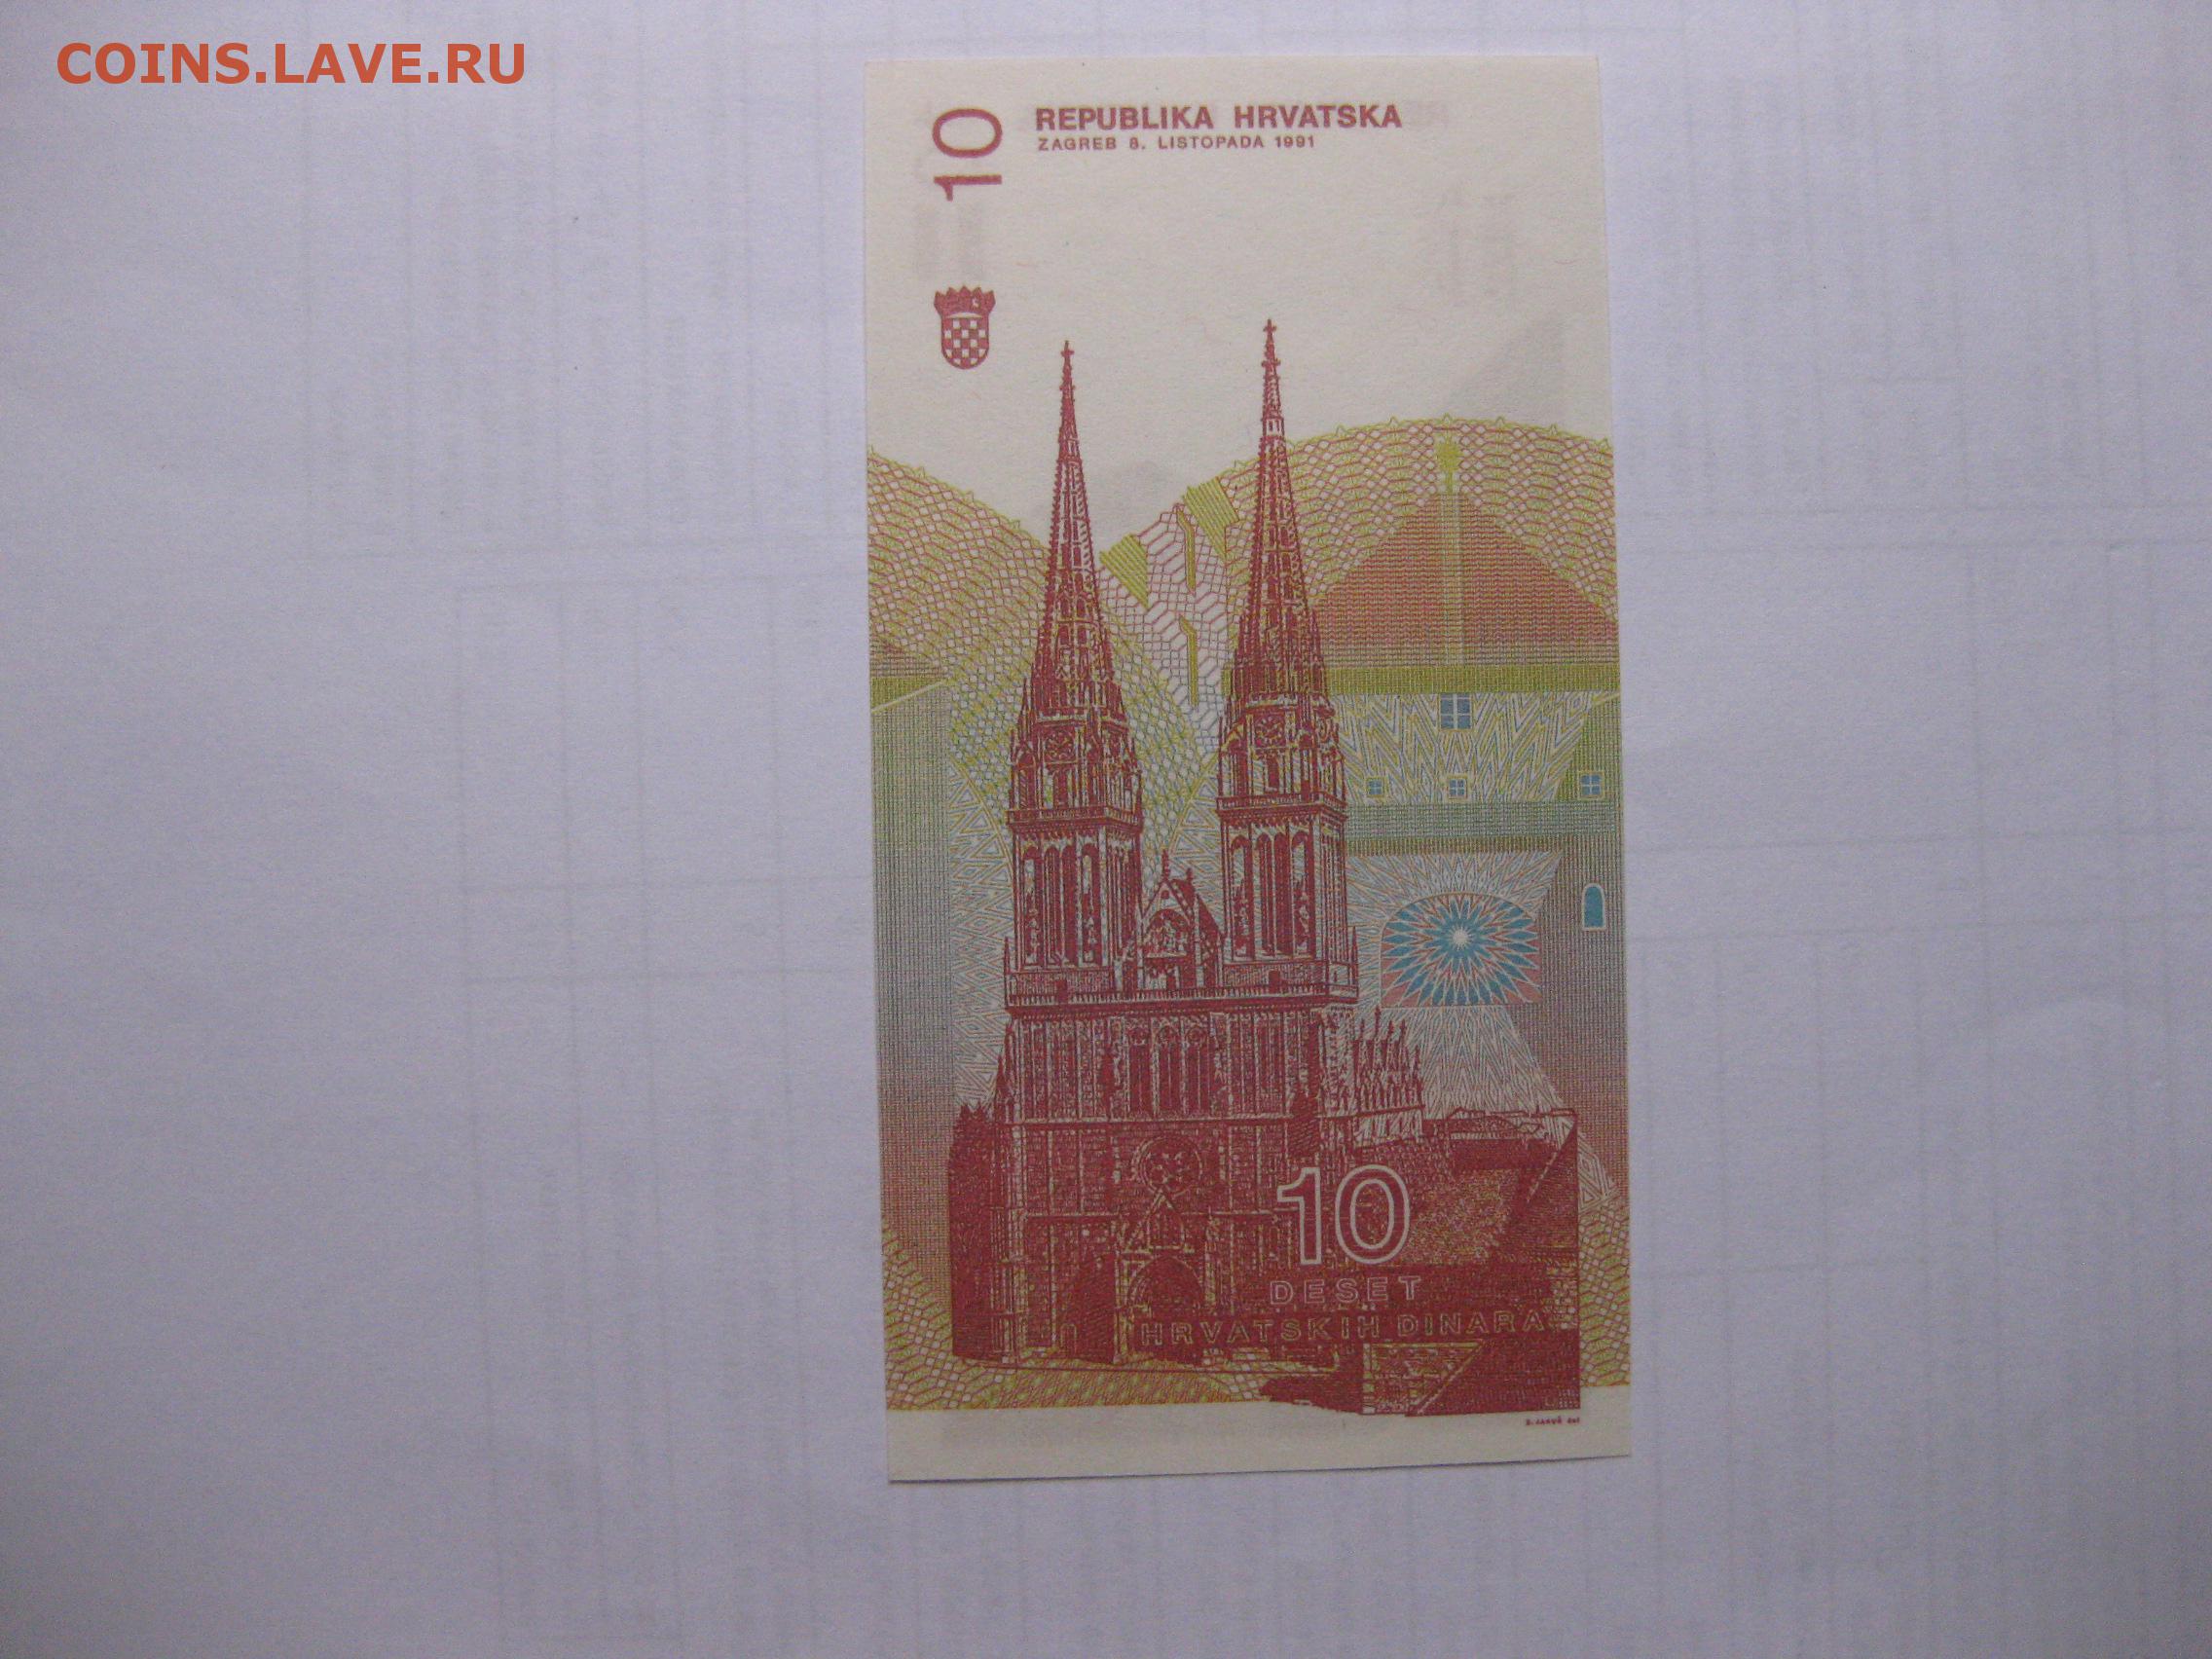 COINS.LAVE.RU
10
REPUBLIKA HRVATSKA
ZAGREB 8. LISTOPADA 1991
10
DESET
HRVATSKIH DINARA